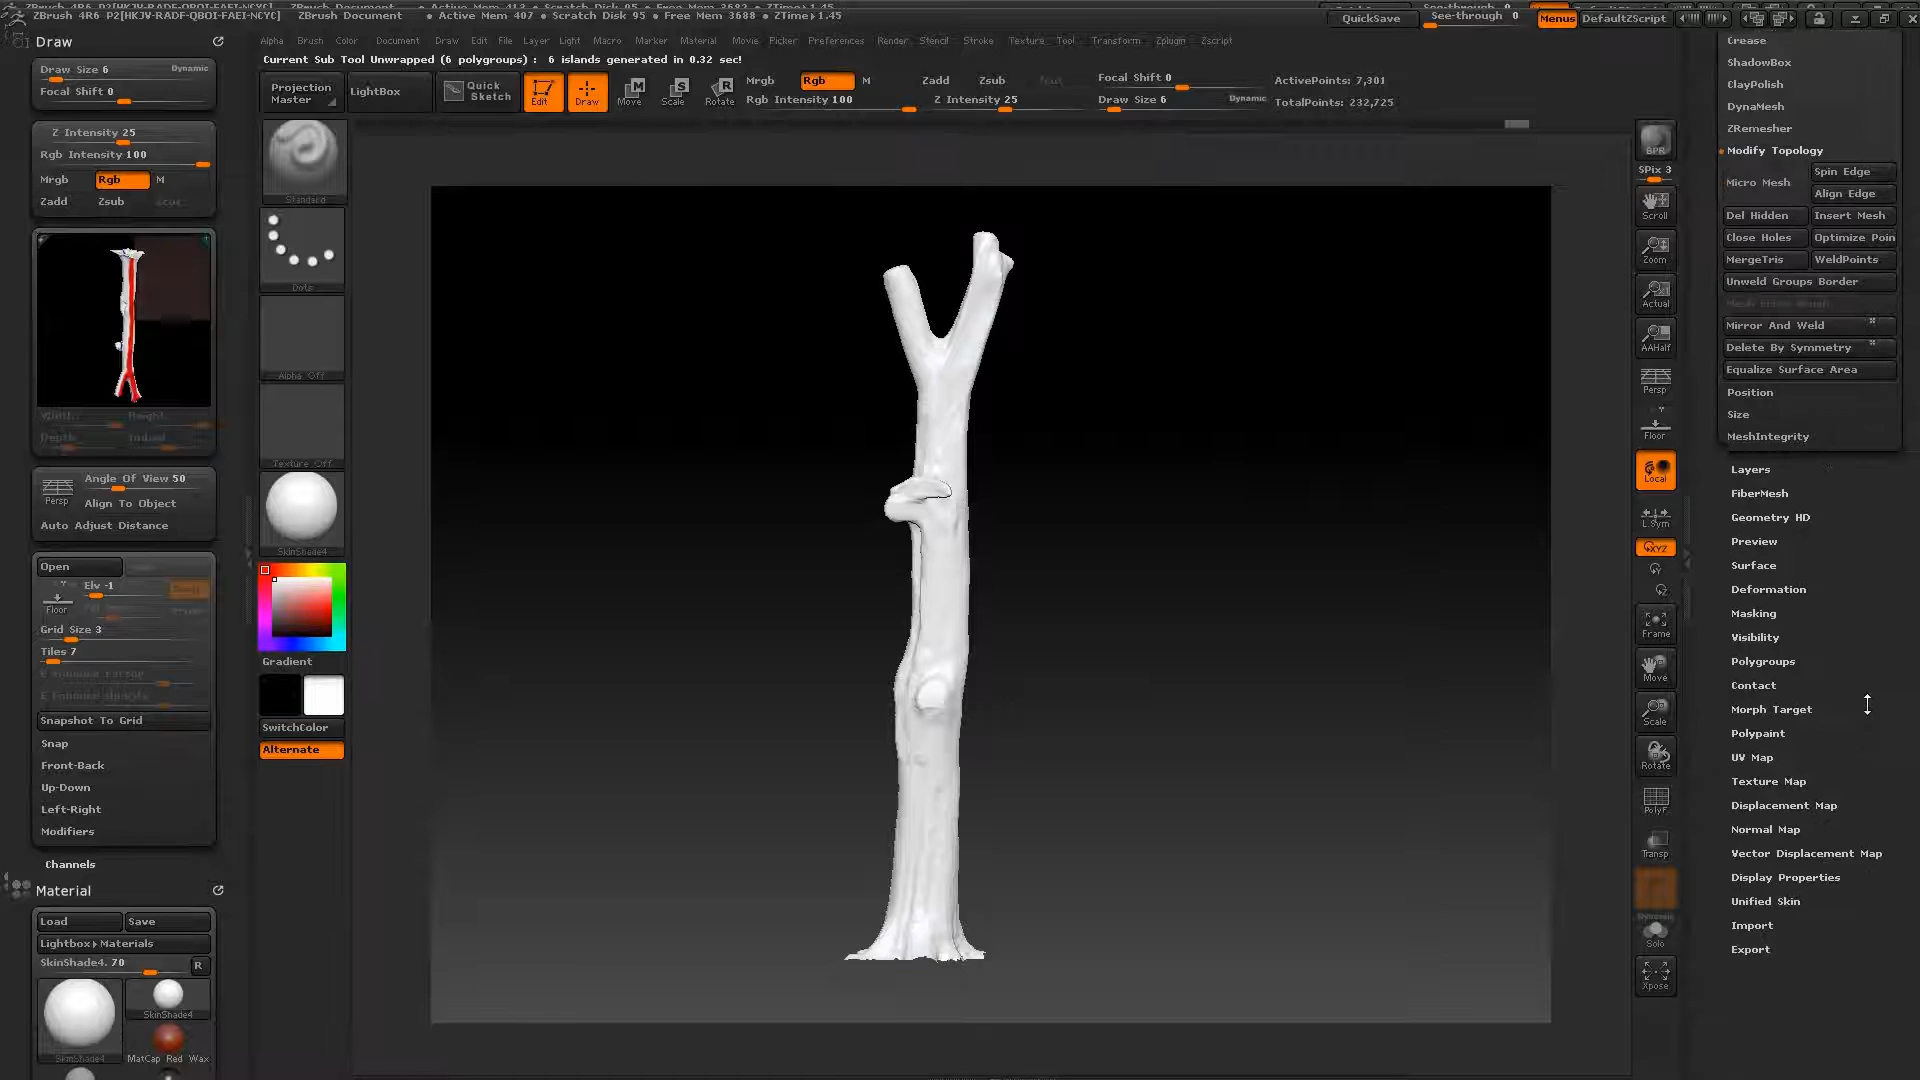 ZBrush 4R6 P2[HKJV-RADF-QBOI-FAEI-NCYC]
ZBrush Document
• Active Mem 407
• Scratch Disk 95
• Free Mem 3688
• ZTime▶1.45
QuickSave
See-through 0
Menus
DefaultZScript
Draw
Alpha Brush Color Document Draw Edit File Layer Light Macro Marker Material Movie Picker Preferences Render Stencil Stroke Texture Tool Transform Zplugin Zscript
Current Sub Tool Unwrapped (6 polygroups) : 6 islands generated in 0.32 sec!
Draw Size 6
Dynamic
Focal Shift 0
Z Intensity 25
Rgb Intensity 100
Mrgb
Rgb
M
Zadd
Zsub
Angle Of View 50
Persp
Align To Object
Auto Adjust Distance
Open
Elv -1
Floor
Grid Size 3
Tiles 7
Snapshot To Grid
Snap
Front-Back
Up-Down
Left-Right
Modifiers
Channels
Material
Load
Save
Lightbox▸Materials
SkinShade4. 70
R
SkinShade4
SkinShade4
MatCap Red Wax
Projection Master
LightBox
Quick Sketch
Edit
Draw
Move
Scale
Rotate
Mrgb
Rgb
M
Rgb Intensity 100
Zadd
Zsub
Z Intensity 25
Focal Shift 0
Draw Size 6
Dynamic
ActivePoints: 7,301
TotalPoints: 232,725
Standard
Dots
Alpha Off
Texture Off
SkinShade4
Gradient
SwitchColor
Alternate
BPR
SPix 3
Scroll
Zoom
Actual
AAHalf
Persp
Floor
Local
L.Sym
XYZ
Frame
Move
Scale
Rotate
PolyF
Transp
Dynamic
Solo
Xpose
Crease
ShadowBox
ClayPolish
DynaMesh
ZRemesher
Modify Topology
Micro Mesh
Spin Edge
Align Edge
Del Hidden
Insert Mesh
Close Holes
Optimize Poin
MergeTris
WeldPoints
Unweld Groups Border
Mirror And Weld
Delete By Symmetry
Equalize Surface Area
Position
Size
MeshIntegrity
Layers
FiberMesh
Geometry HD
Preview
Surface
Deformation
Masking
Visibility
Polygroups
Contact
Morph Target
Polypaint
UV Map
Texture Map
Displacement Map
Normal Map
Vector Displacement Map
Display Properties
Unified Skin
Import
Export